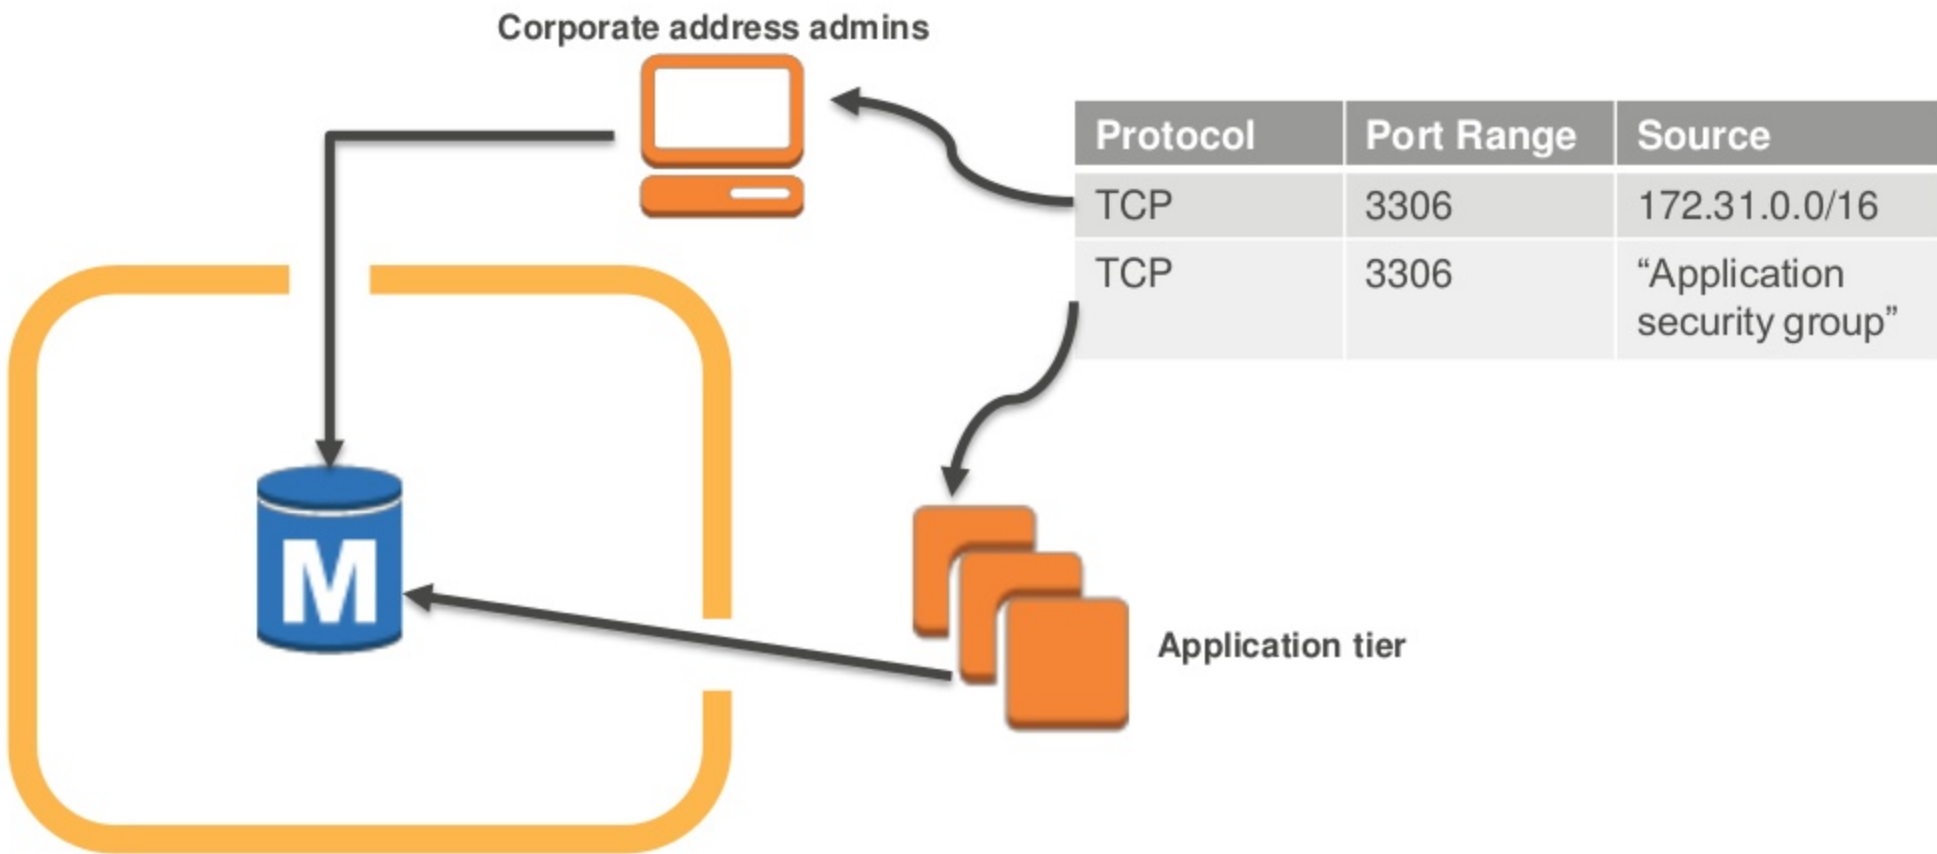 Corporate address admins
Protocol Port Range Source
TCP 3306 172.31.0.0/16
TCP 3306 “Application
security group”
M
Application tier